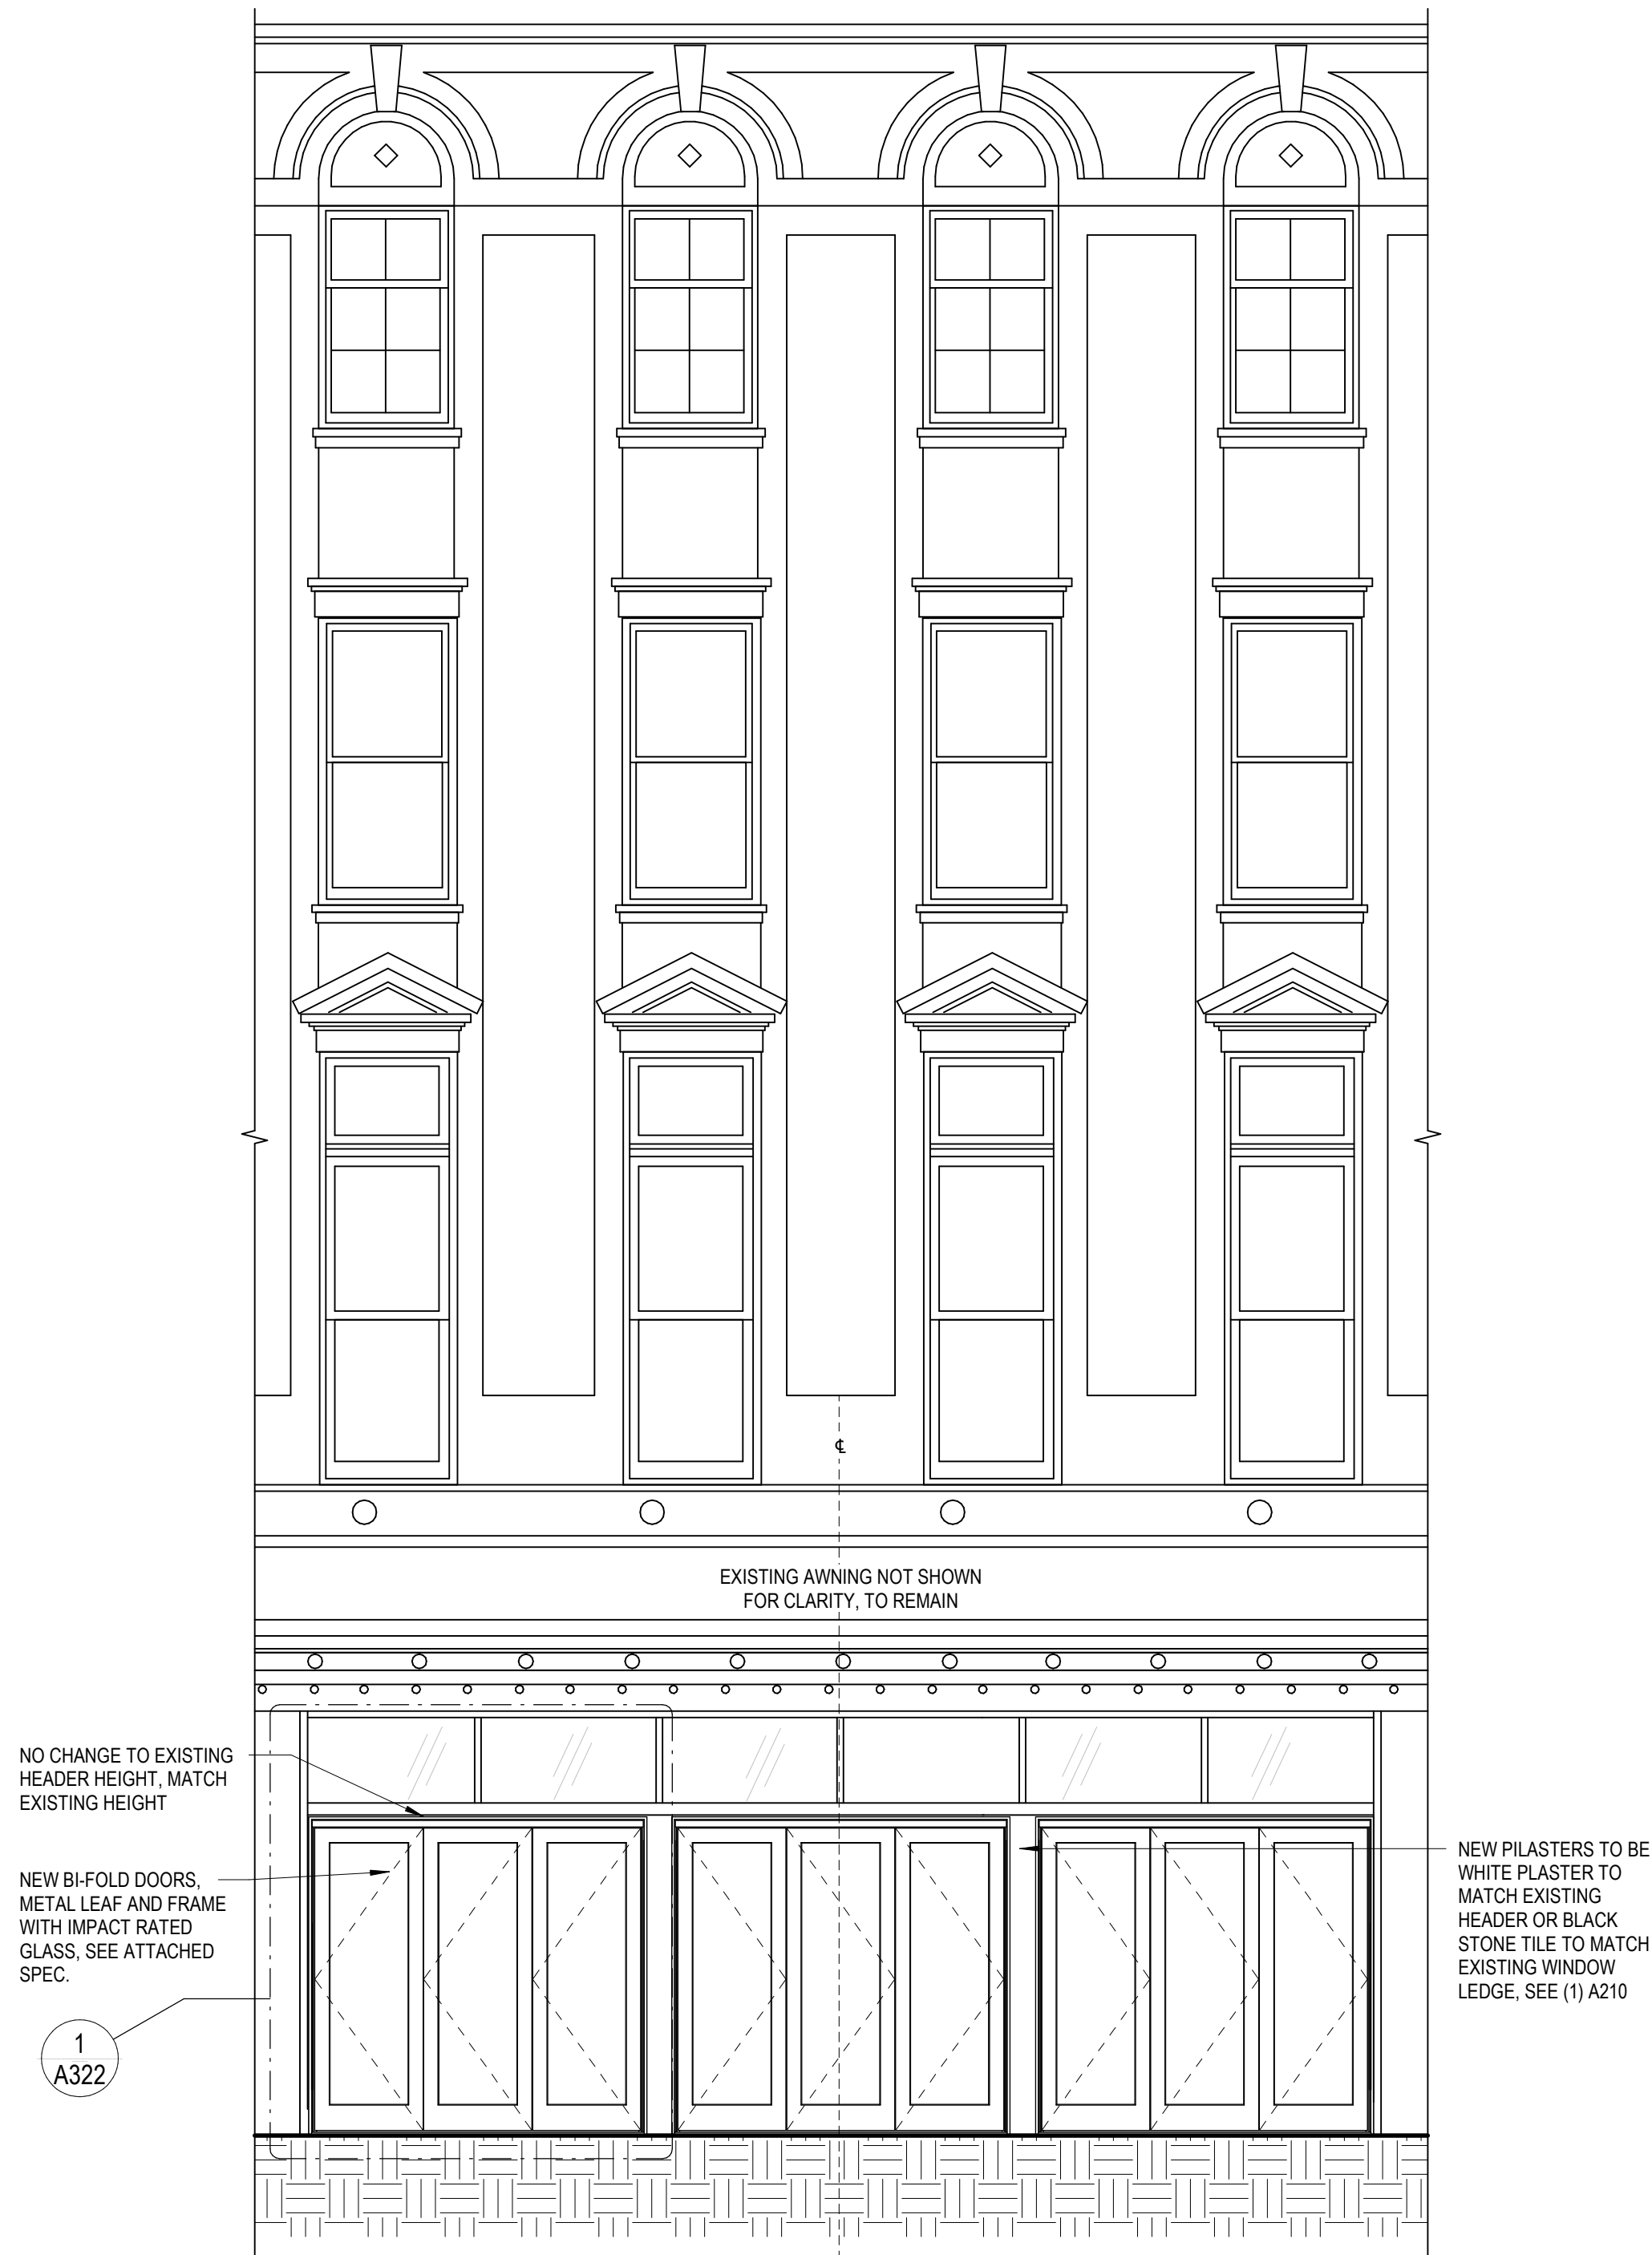 ℄
EXISTING AWNING NOT SHOWN
FOR CLARITY, TO REMAIN
NO CHANGE TO EXISTING
HEADER HEIGHT, MATCH
EXISTING HEIGHT
NEW BI-FOLD DOORS,
METAL LEAF AND FRAME
WITH IMPACT RATED
GLASS, SEE ATTACHED
SPEC.
1
A322
NEW PILASTERS TO BE
WHITE PLASTER TO
MATCH EXISTING
HEADER OR BLACK
STONE TILE TO MATCH
EXISTING WINDOW
LEDGE, SEE (1) A210